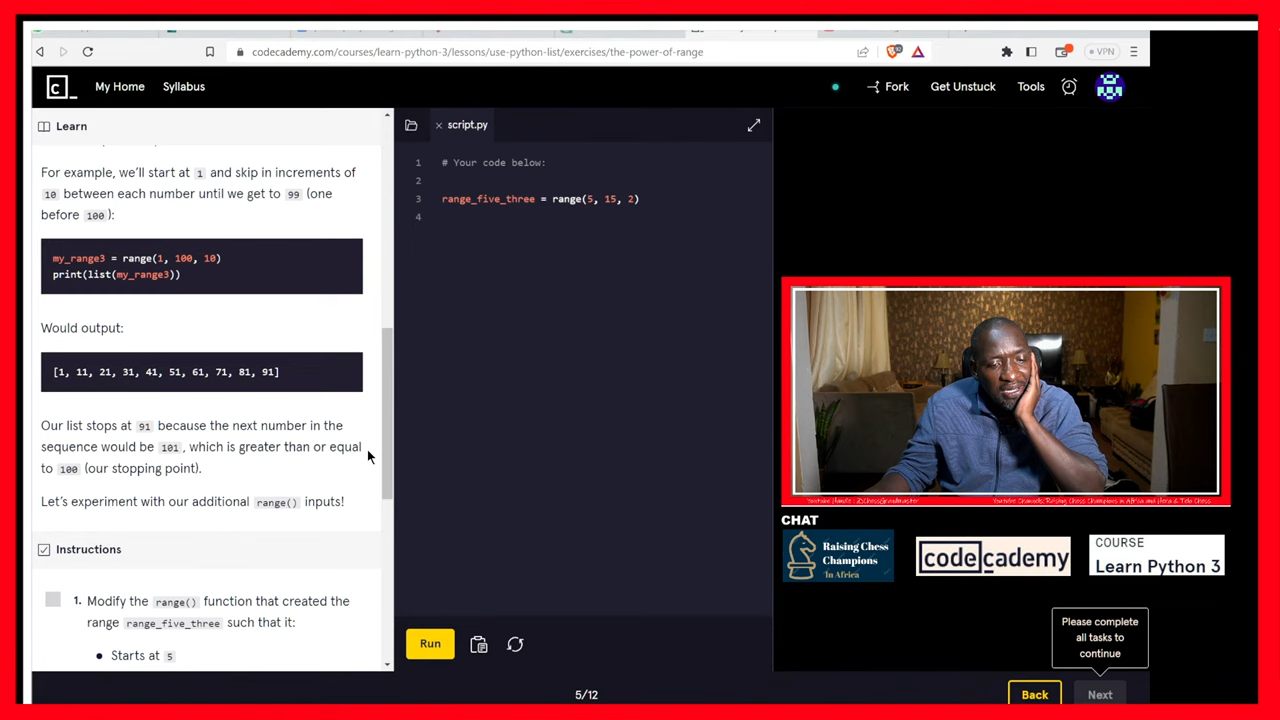 codecademy.com/courses/learn-python-3/lessons/use-python-list/exercises/the-power-of-range
VPN
My Home Syllabus
Fork Get Unstuck Tools
Learn
For example, we'll start at 1 and skip in increments of
10 between each number until we get to 99 (one
before 100):
my_range3 = range(1, 100, 10)
print(list(my_range3))
Would output:
[1, 11, 21, 31, 41, 51, 61, 71, 81, 91]
Our list stops at 91 because the next number in the
sequence would be 101, which is greater than or equal
to 100 (our stopping point).
Let's experiment with our additional range() inputs!
Instructions
1. Modify the range() function that created the
range range_five_three such that it:
• Starts at 5
script.py
1 # Your code below:
2
3 range_five_three = range(5, 15, 2)
4
Run
5/12
CHAT
Raising Chess
Champions
In Africa
codecademy
COURSE
Learn Python 3
Please complete
all tasks to
continue
Back
Next